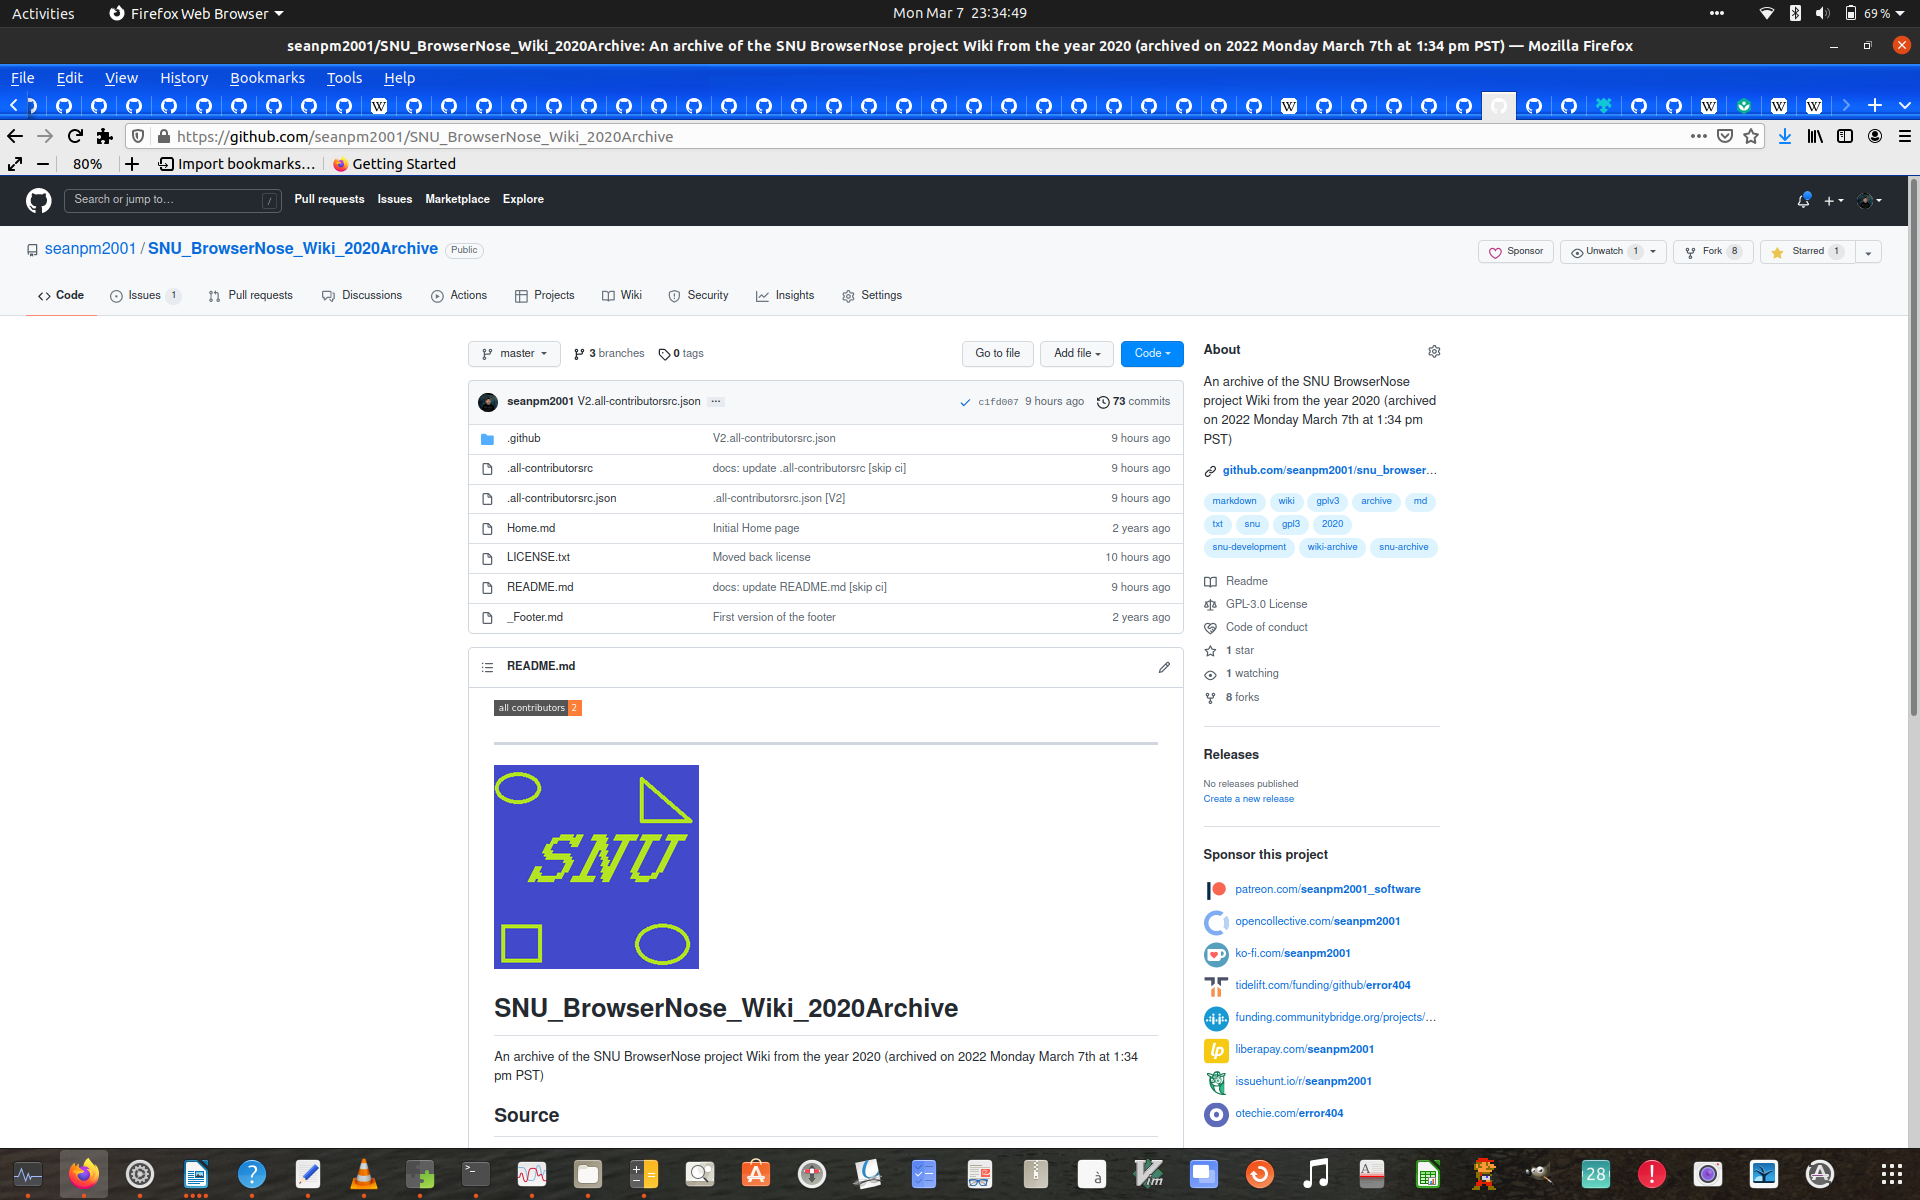 Activities
Firefox Web Browser
Mon Mar 7 23:34:49
69 %
seanpm2001/SNU_BrowserNose_Wiki_2020Archive: An archive of the SNU BrowserNose project Wiki from the year 2020 (archived on 2022 Monday March 7th at 1:34 pm PST) — Mozilla Firefox
File Edit View History Bookmarks Tools Help
https://github.com/seanpm2001/SNU_BrowserNose_Wiki_2020Archive
80% Import bookmarks... Getting Started
Search or jump to... / Pull requests Issues Marketplace Explore
seanpm2001 / SNU_BrowserNose_Wiki_2020Archive Public
Sponsor Unwatch 1 Fork 8 Starred 1
Code Issues 1 Pull requests Discussions Actions Projects Wiki Security Insights Settings
master 3 branches 0 tags Go to file Add file Code
seanpm2001 V2.all-contributorsrc.json ... c1fd007 9 hours ago 73 commits
.github V2.all-contributorsrc.json 9 hours ago
.all-contributorsrc docs: update .all-contributorsrc [skip ci] 9 hours ago
.all-contributorsrc.json .all-contributorsrc.json [V2] 9 hours ago
Home.md Initial Home page 2 years ago
LICENSE.txt Moved back license 10 hours ago
README.md docs: update README.md [skip ci] 9 hours ago
_Footer.md First version of the footer 2 years ago
README.md
all contributors 2
SNU
SNU_BrowserNose_Wiki_2020Archive
An archive of the SNU BrowserNose project Wiki from the year 2020 (archived on 2022 Monday March 7th at 1:34
pm PST)
Source
About
An archive of the SNU BrowserNose
project Wiki from the year 2020 (archived
on 2022 Monday March 7th at 1:34 pm
PST)
github.com/seanpm2001/snu_browser...
markdown wiki gplv3 archive md
txt snu gpl3 2020
snu-development wiki-archive snu-archive
Readme
GPL-3.0 License
Code of conduct
1 star
1 watching
8 forks
Releases
No releases published
Create a new release
Sponsor this project
patreon.com/seanpm2001_software
opencollective.com/seanpm2001
ko-fi.com/seanpm2001
tidelift.com/funding/github/error404
funding.communitybridge.org/projects/...
liberapay.com/seanpm2001
issuehunt.io/r/seanpm2001
otechie.com/error404
28